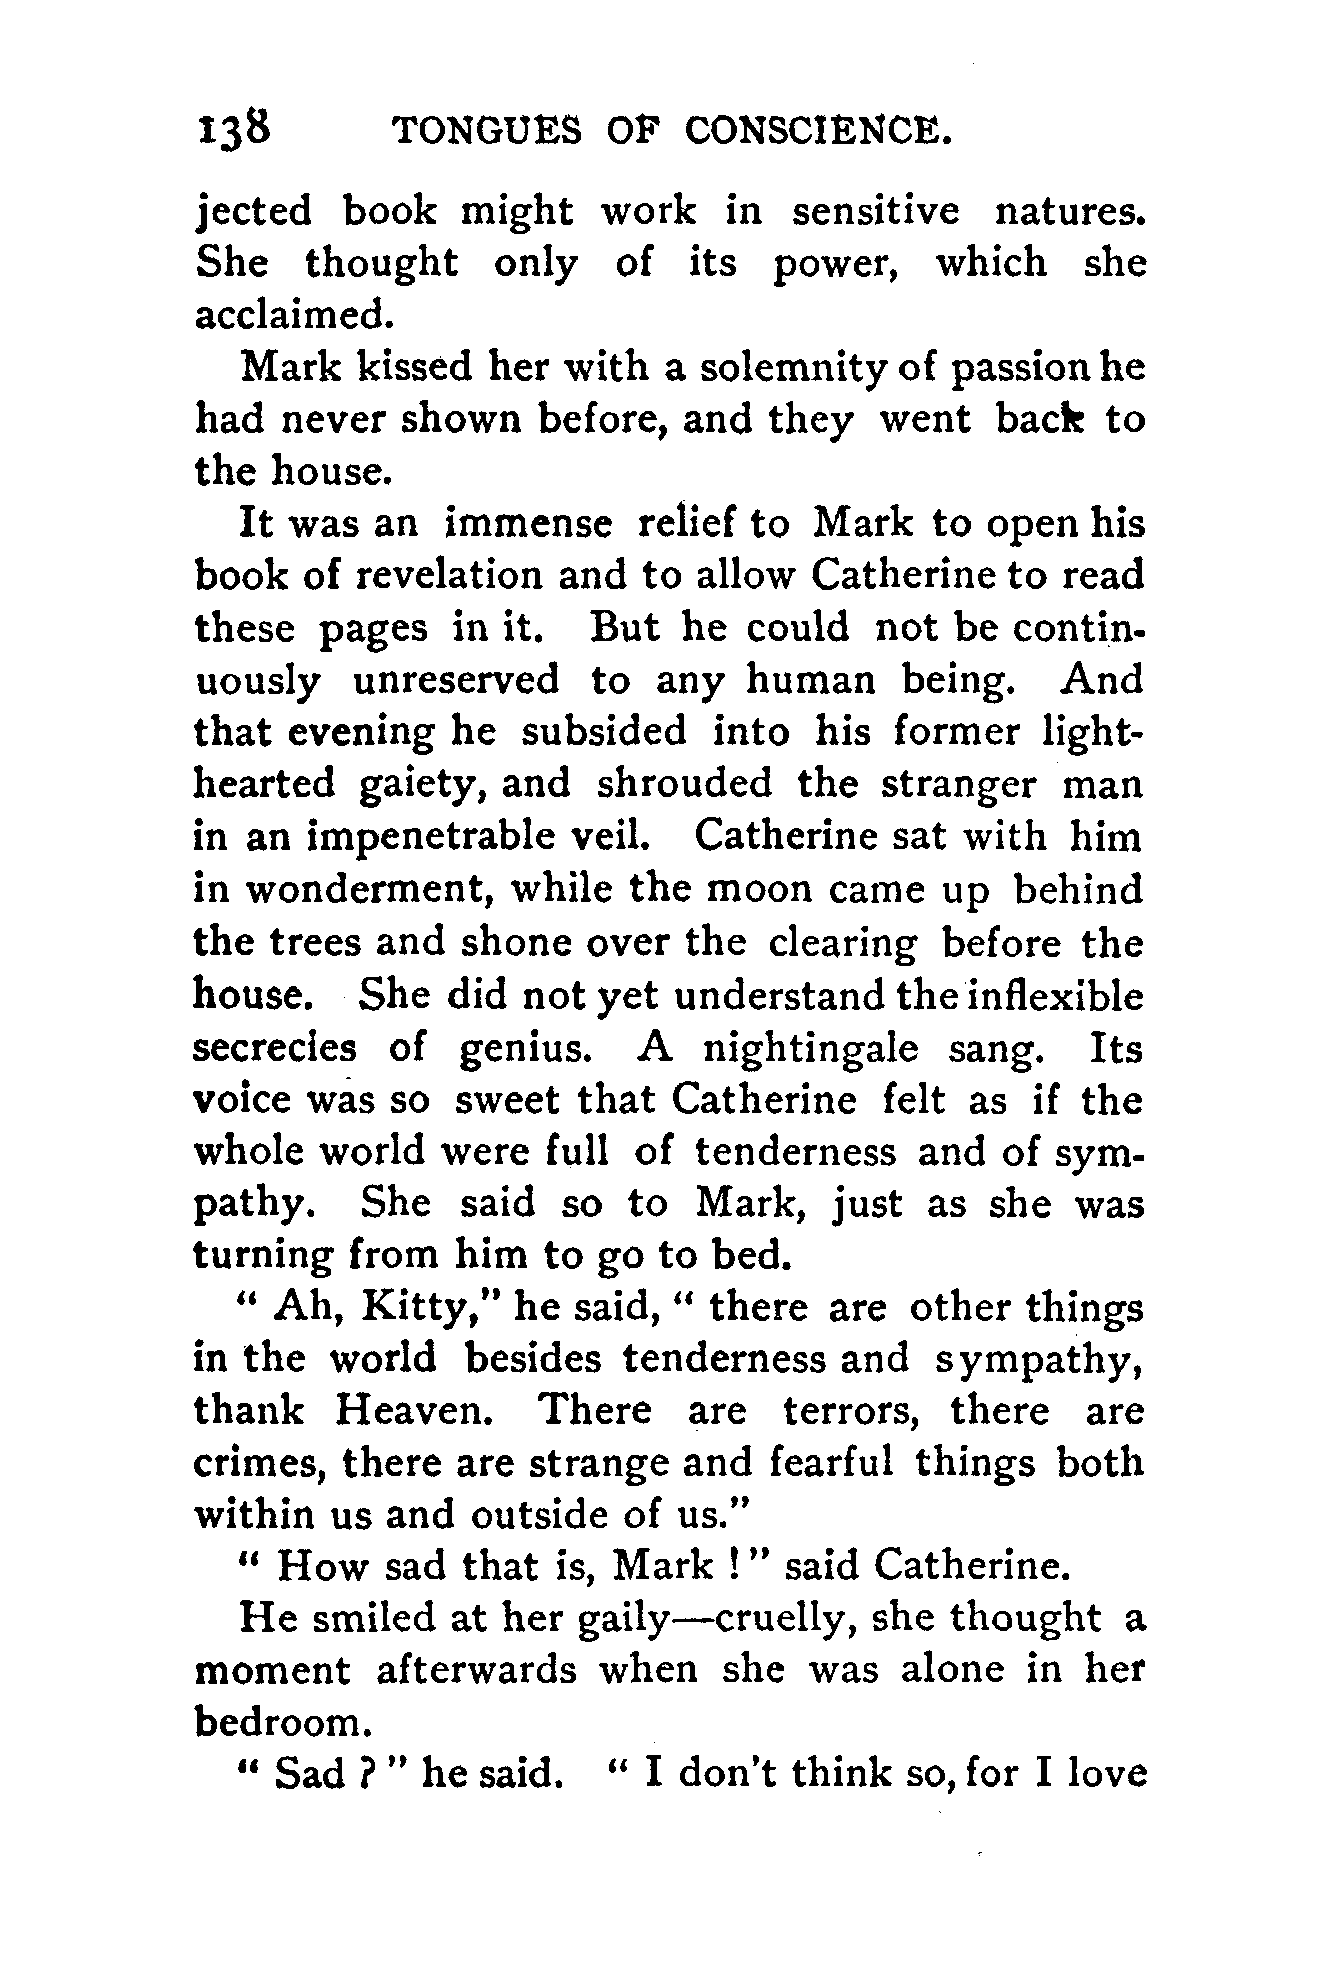 138 TONGUES OF CONSCIENCE.
jected book might work in sensitive natures.
She thought only of its power, which she
acclaimed.
Mark kissed her with a solemnity of passion he
had never shown before, and they went back to
the house.
It was an immense relief to Mark to open his
book of revelation and to allow Catherine to read
these pages in it. But he could not be contin-
uously unreserved to any human being. And
that evening he subsided into his former light-
hearted gaiety, and shrouded the stranger man
in an impenetrable veil. Catherine sat with him
in wonderment, while the moon came up behind
the trees and shone over the clearing before the
house. She did not yet understand the inflexible
secrecies of genius. A nightingale sang. Its
voice was so sweet that Catherine felt as if the
whole world were full of tenderness and of sym-
pathy. She said so to Mark, just as she was
turning from him to go to bed.
“ Ah, Kitty,” he said, “ there are other things
in the world besides tenderness and sympathy,
thank Heaven. There are terrors, there are
crimes, there are strange and fearful things both
within us and outside of us.”
“ How sad that is, Mark ! ” said Catherine.
He smiled at her gaily—cruelly, she thought a
moment afterwards when she was alone in her
bedroom.
“ Sad ? ” he said. “ I don't think so, for I love